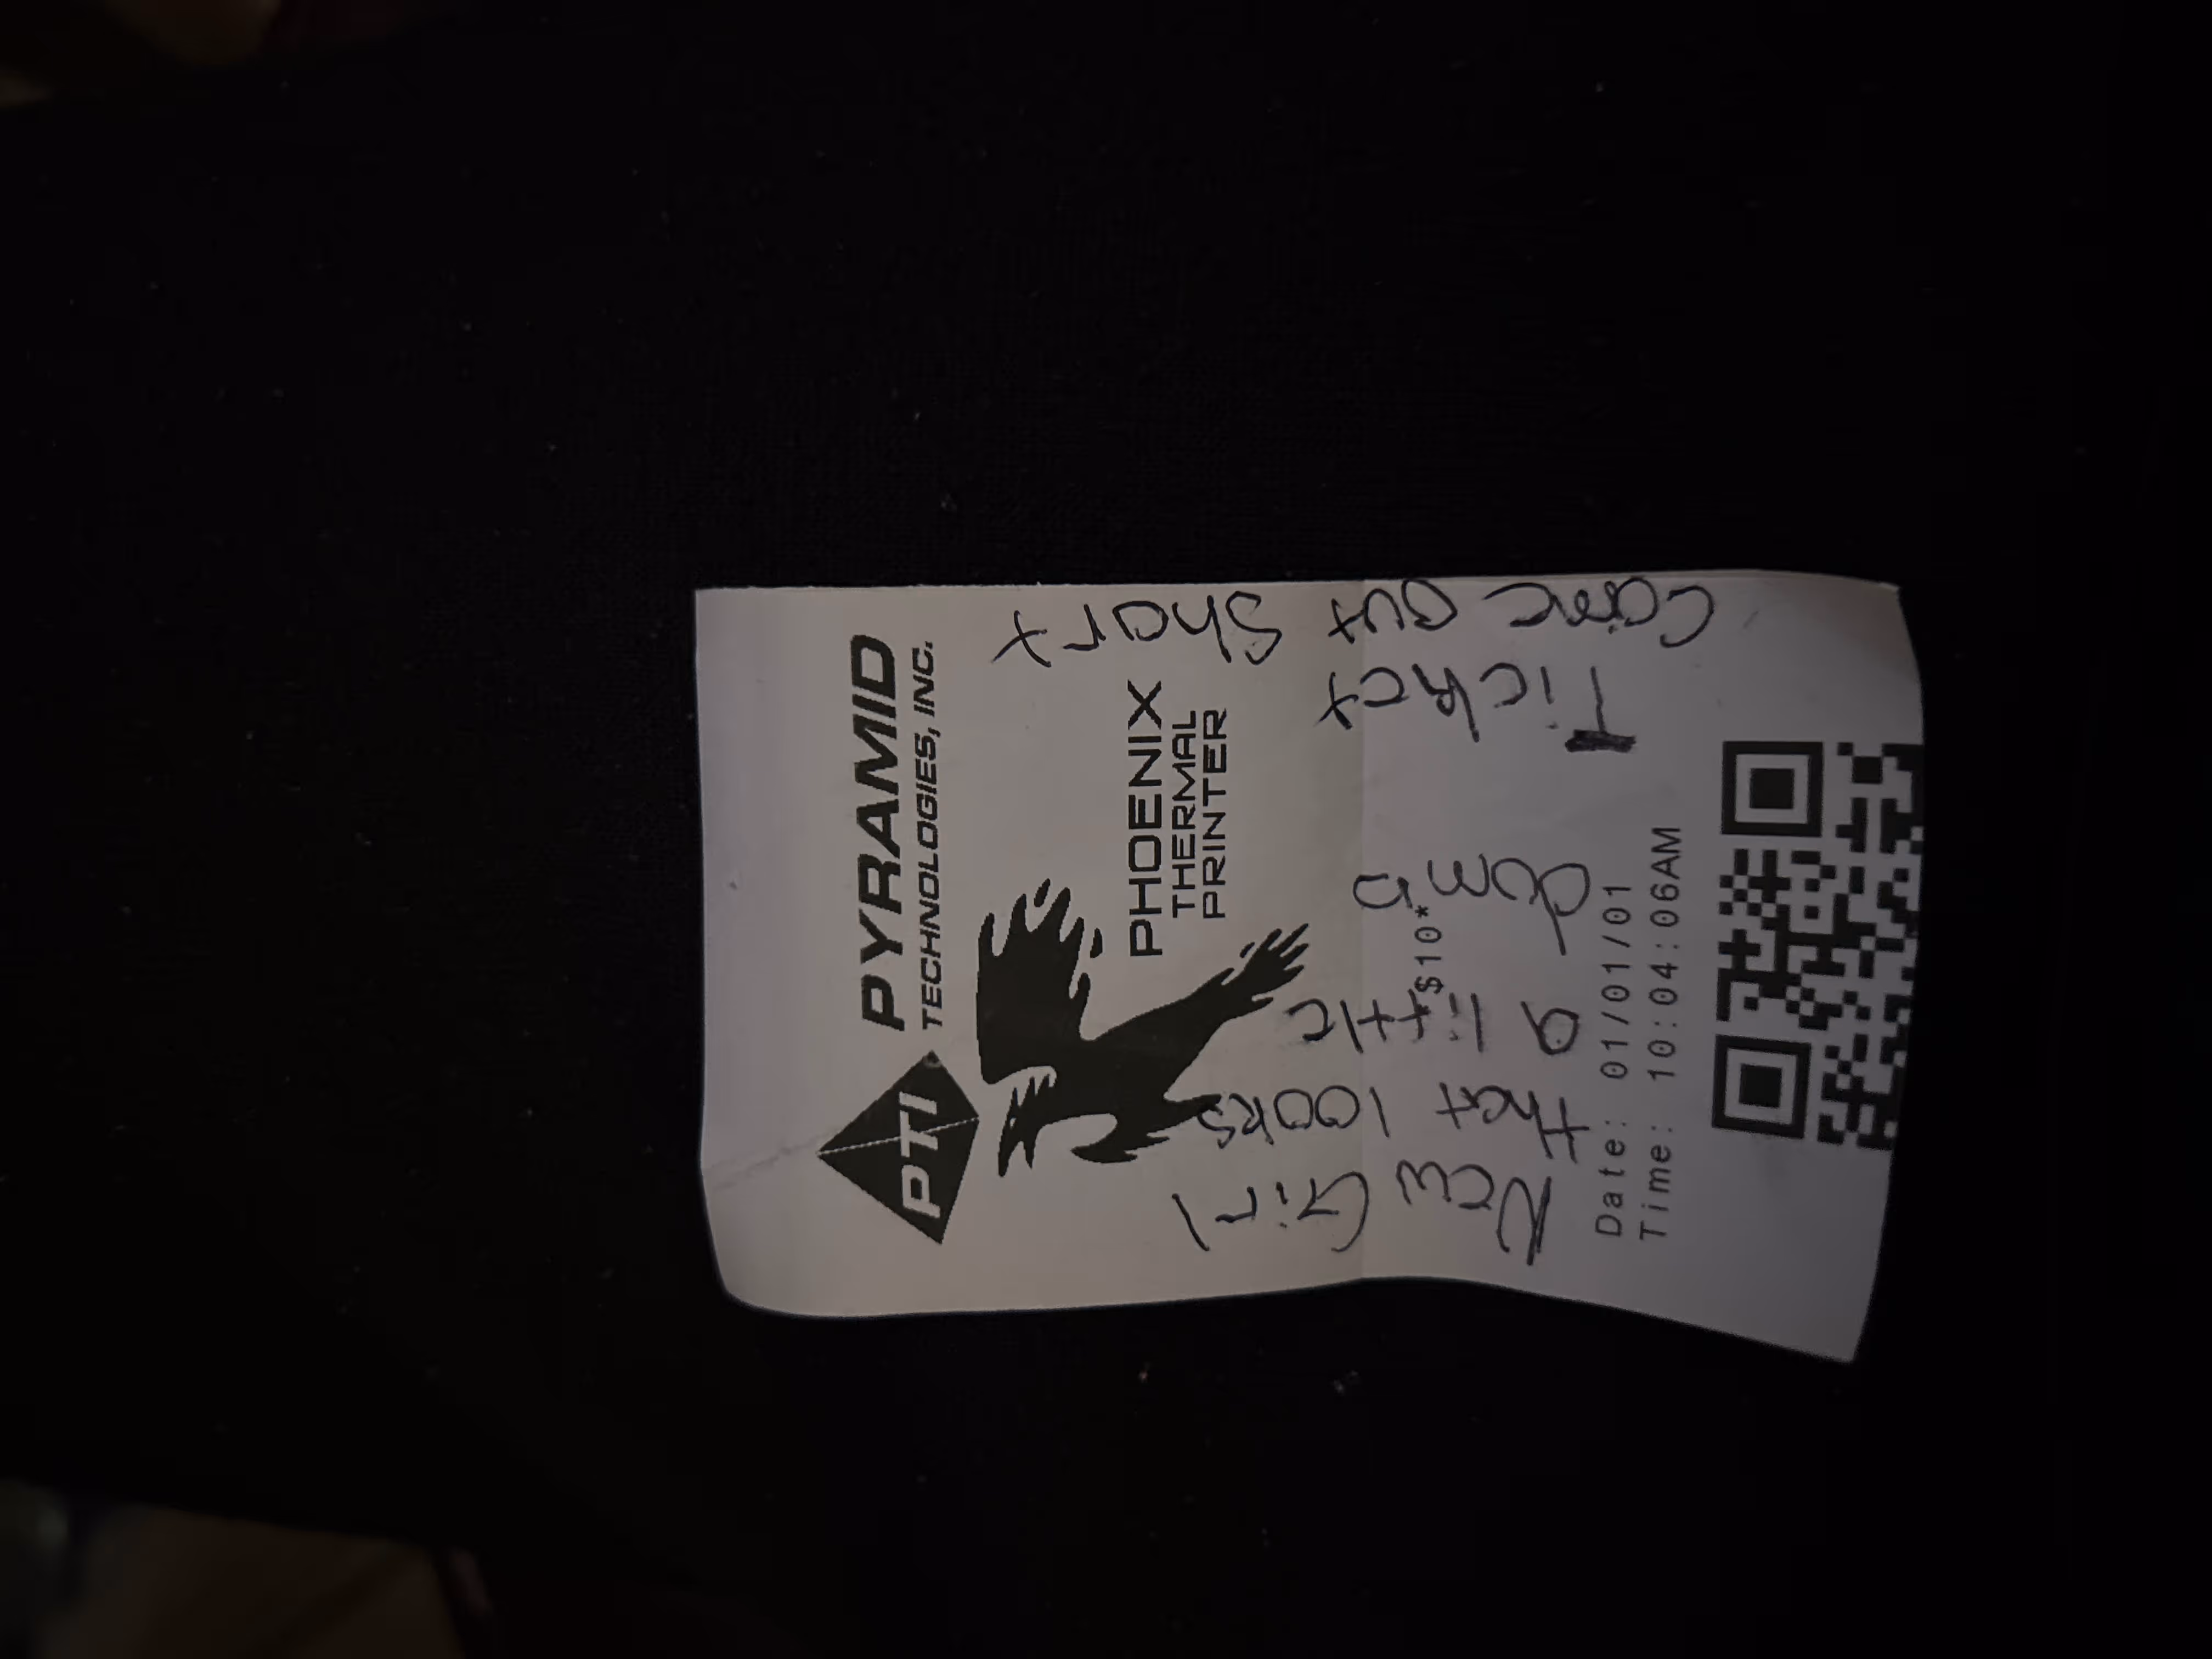 PTI PYRAMID
TECHNOLOGIES, INC.
PHOENIX
THERMAL
PRINTER
*$10*
Date: 01/01/01
Time: 10:04:06AM
Came Out Short
Ticket
a little
that looks
New Girl